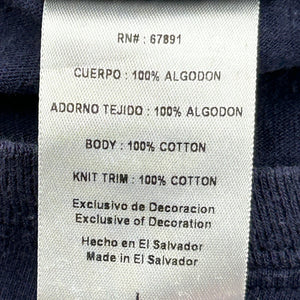 RN# : 67891
CUERPO : 100% ALGODON
ADORNO TEJIDO : 100% ALGODON
BODY : 100% COTTON
KNIT TRIM : 100% COTTON
Exclusivo de Decoracion
Exclusive of Decoration
Hecho en El Salvador
Made in El Salvador